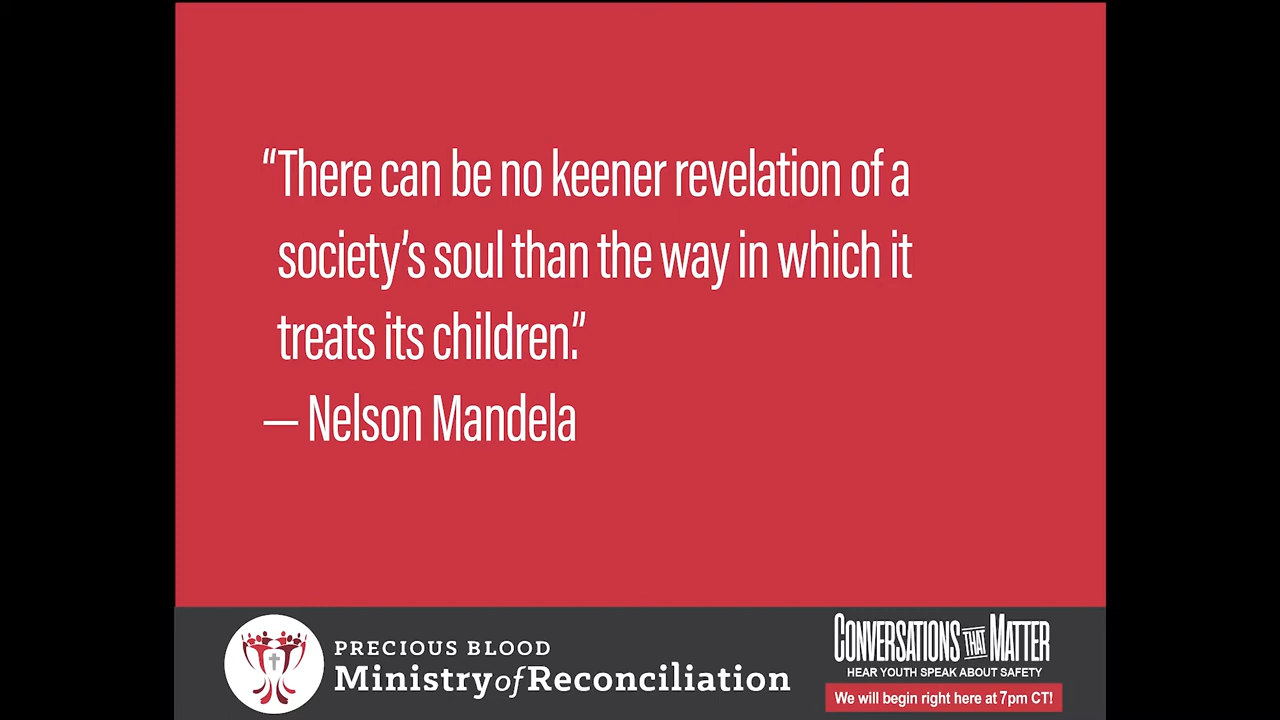 “There can be no keener revelation of a
society’s soul than the way in which it
treats its children.”
— Nelson Mandela
PRECIOUS BLOOD
Ministry of Reconciliation
CONVERSATIONS THAT MATTER
HEAR YOUTH SPEAK ABOUT SAFETY
We will begin right here at 7pm CT!